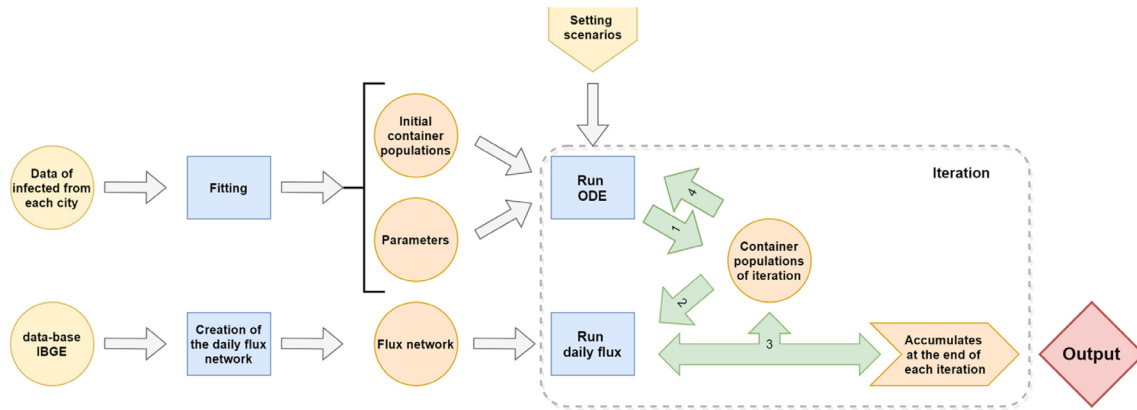 Setting
scenarios
Initial
container
populations
Data of
infected from
each city
Fitting
Run
ODE
Iteration
4
1
Parameters
Container
populations
of iteration
2
data-base
IBGE
Creation of
the daily flux
network
Flux network
Run
daily flux
3
Accumulates
at the end of
each iteration
Output